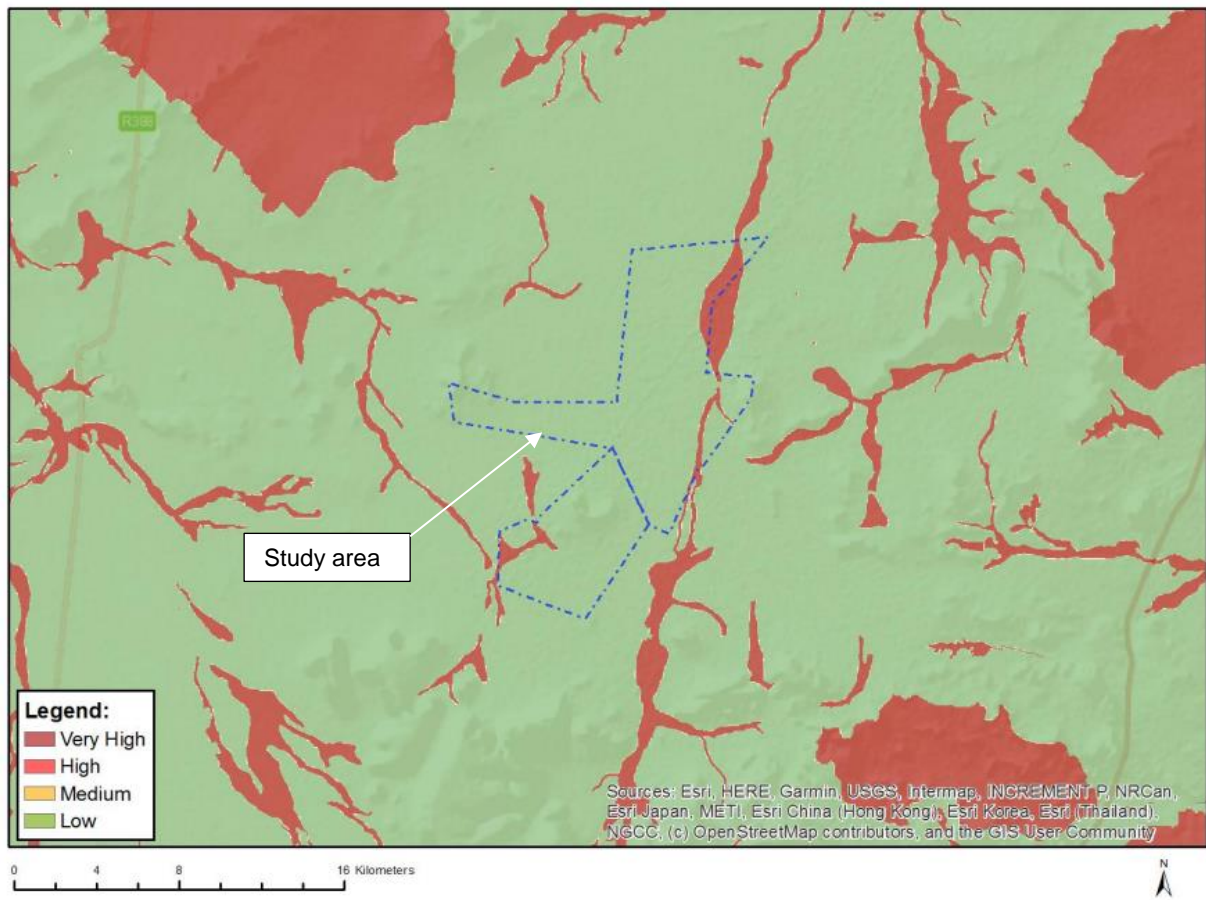 R388
Study area
Legend:
Very High
High
Medium
Low
Sources: Esri, HERE, Garmin, USGS, Intermap, INCREMENT P, NRCan,
Esri Japan, METI, Esri China (Hong Kong), Esri Korea, Esri (Thailand),
NGCC, (c) OpenStreetMap contributors, and the GIS User Community
0 4 8 16 Kilometers
N